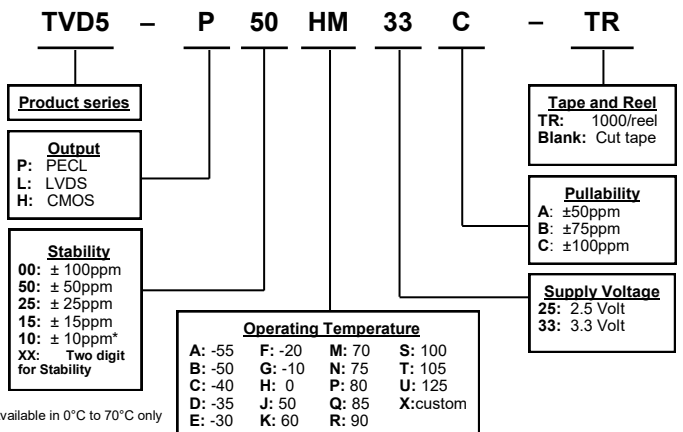 TVD5 – P 50 HM 33 C – TR
Product series
Output
P: PECL
L: LVDS
H: CMOS
Stability
00: ± 100ppm
50: ± 50ppm
25: ± 25ppm
15: ± 15ppm
10: ± 10ppm*
XX: Two digit
for Stability
vailable in 0°C to 70°C only
Operating Temperature
A: -55 F: -20 M: 70 S: 100
B: -50 G: -10 N: 75 T: 105
C: -40 H: 0 P: 80 U: 125
D: -35 J: 50 Q: 85 X:custom
E: -30 K: 60 R: 90
Tape and Reel
TR: 1000/reel
Blank: Cut tape
Pullability
A: ±50ppm
B: ±75ppm
C: ±100ppm
Supply Voltage
25: 2.5 Volt
33: 3.3 Volt